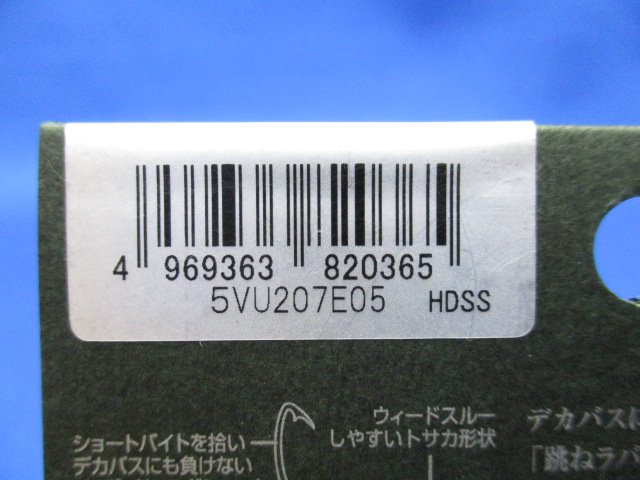 4 969363 820365
5VU207E05 HDSS
ウィードスルー
しやすいトサカ形状
ショートバイトを拾い
デカバスにも負けない
デカバスに
「跳ねラバ